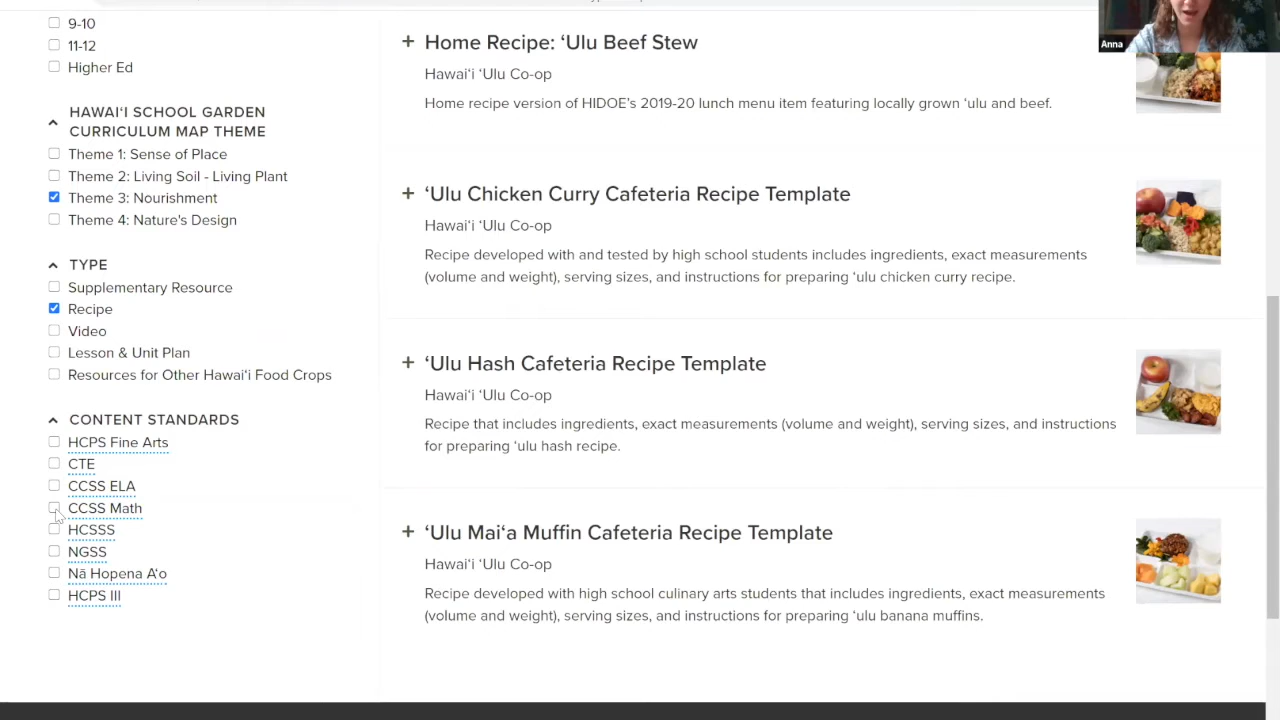 9-10
11-12
Higher Ed
HAWAIʻI SCHOOL GARDEN
CURRICULUM MAP THEME
Theme 1: Sense of Place
Theme 2: Living Soil - Living Plant
Theme 3: Nourishment
Theme 4: Nature's Design
TYPE
Supplementary Resource
Recipe
Video
Lesson & Unit Plan
Resources for Other Hawaiʻi Food Crops
CONTENT STANDARDS
HCPS Fine Arts
CTE
CCSS ELA
CCSS Math
HCSSS
NGSS
Nā Hopena Aʻo
HCPS III
+ Home Recipe: ʻUlu Beef Stew
Hawaiʻi ʻUlu Co-op
Home recipe version of HIDOE’s 2019-20 lunch menu item featuring locally grown ʻulu and beef.
+ ʻUlu Chicken Curry Cafeteria Recipe Template
Hawaiʻi ʻUlu Co-op
Recipe developed with and tested by high school students includes ingredients, exact measurements
(volume and weight), serving sizes, and instructions for preparing ʻulu chicken curry recipe.
+ ʻUlu Hash Cafeteria Recipe Template
Hawaiʻi ʻUlu Co-op
Recipe that includes ingredients, exact measurements (volume and weight), serving sizes, and instructions
for preparing ʻulu hash recipe.
+ ʻUlu Maiʻa Muffin Cafeteria Recipe Template
Hawaiʻi ʻUlu Co-op
Recipe developed with high school culinary arts students that includes ingredients, exact measurements
(volume and weight), serving sizes, and instructions for preparing ʻulu banana muffins.
Anna